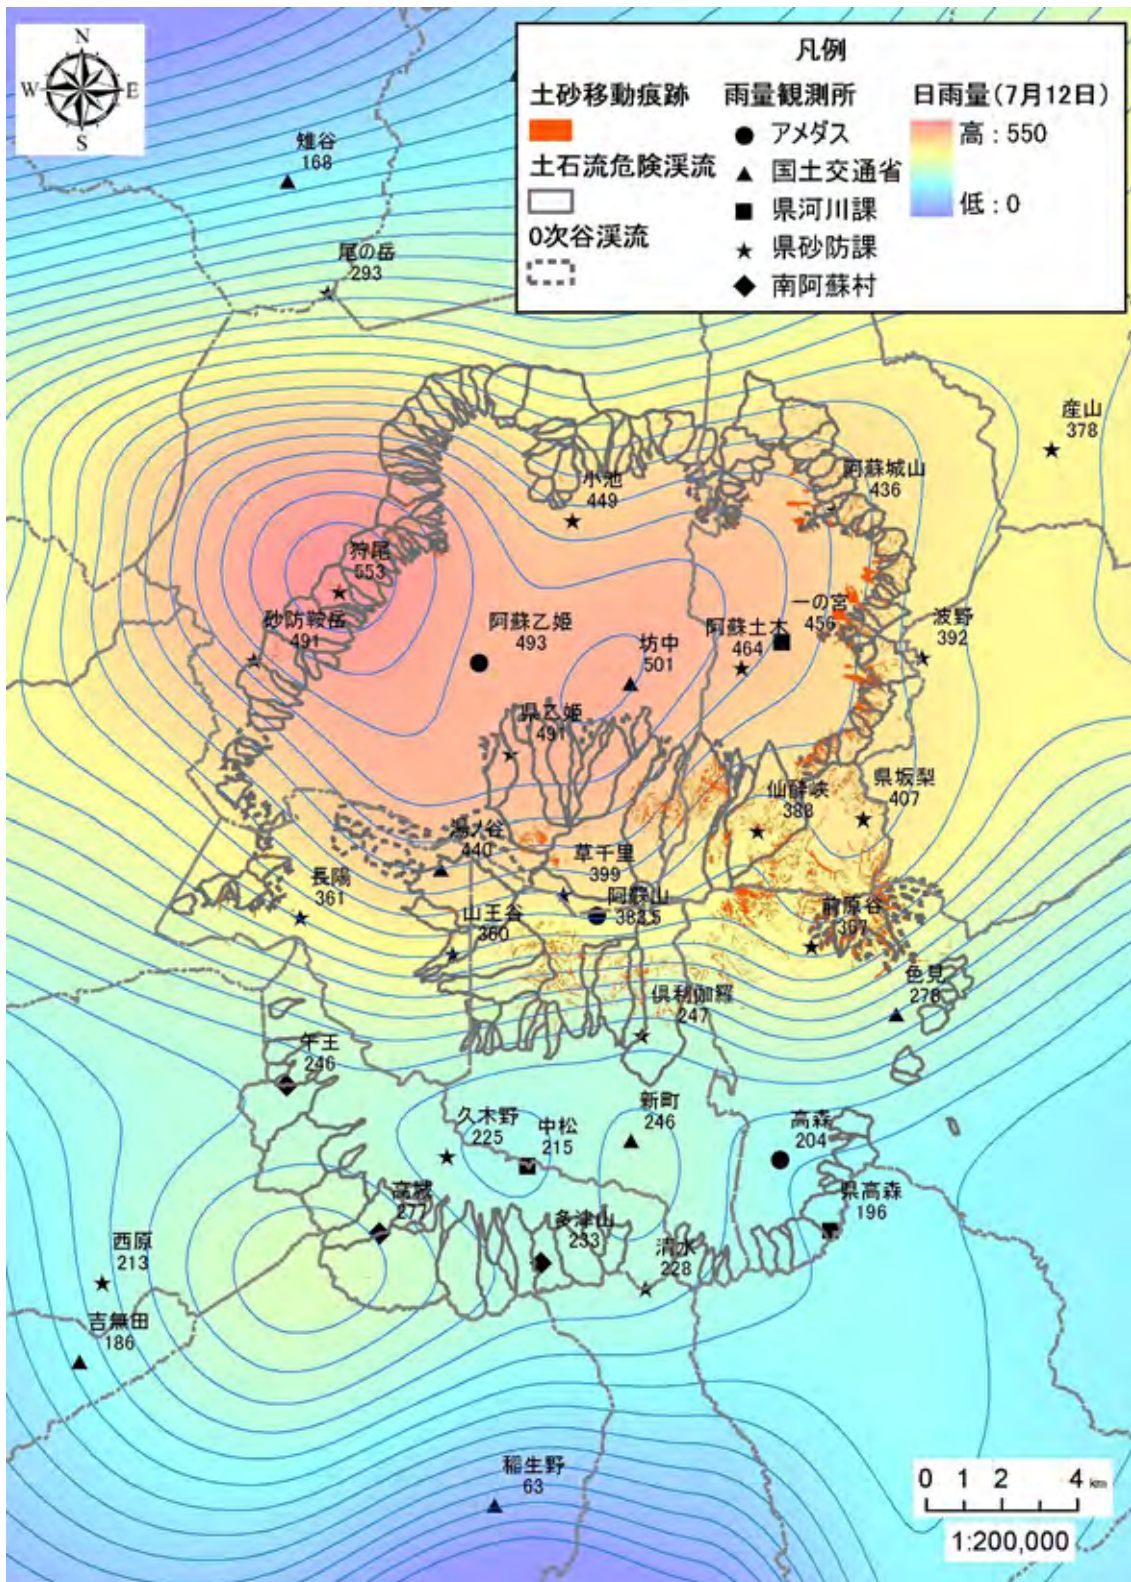 N
W
E
S
凡例
土砂移動痕跡
土石流危険渓流
0次谷渓流
雨量観測所
アメダス
国土交通省
県河川課
県砂防課
南阿蘇村
日雨量(7月12日)
高:550
低:0
雉谷
168
尾の岳
293
産山
378
阿蘇城山
436
小池
449
狩尾
553
砂防鞍岳
491
阿蘇乙姫
493
坊中
501
阿蘇土木
464
一の宮
456
波野
392
県乙姫
491
仙酔峡
388
県坂梨
407
湯ノ谷
440
草千里
399
長陽
361
山王谷
360
阿蘇山
383.5
前原谷
367
色見
278
倶利伽羅
247
午王
246
新町
246
久木野
225
中松
215
高森
204
県高森
196
高城
277
多津山
233
清水
228
西原
213
吉無田
186
稲生野
63
0 1 2 4 km
1:200,000